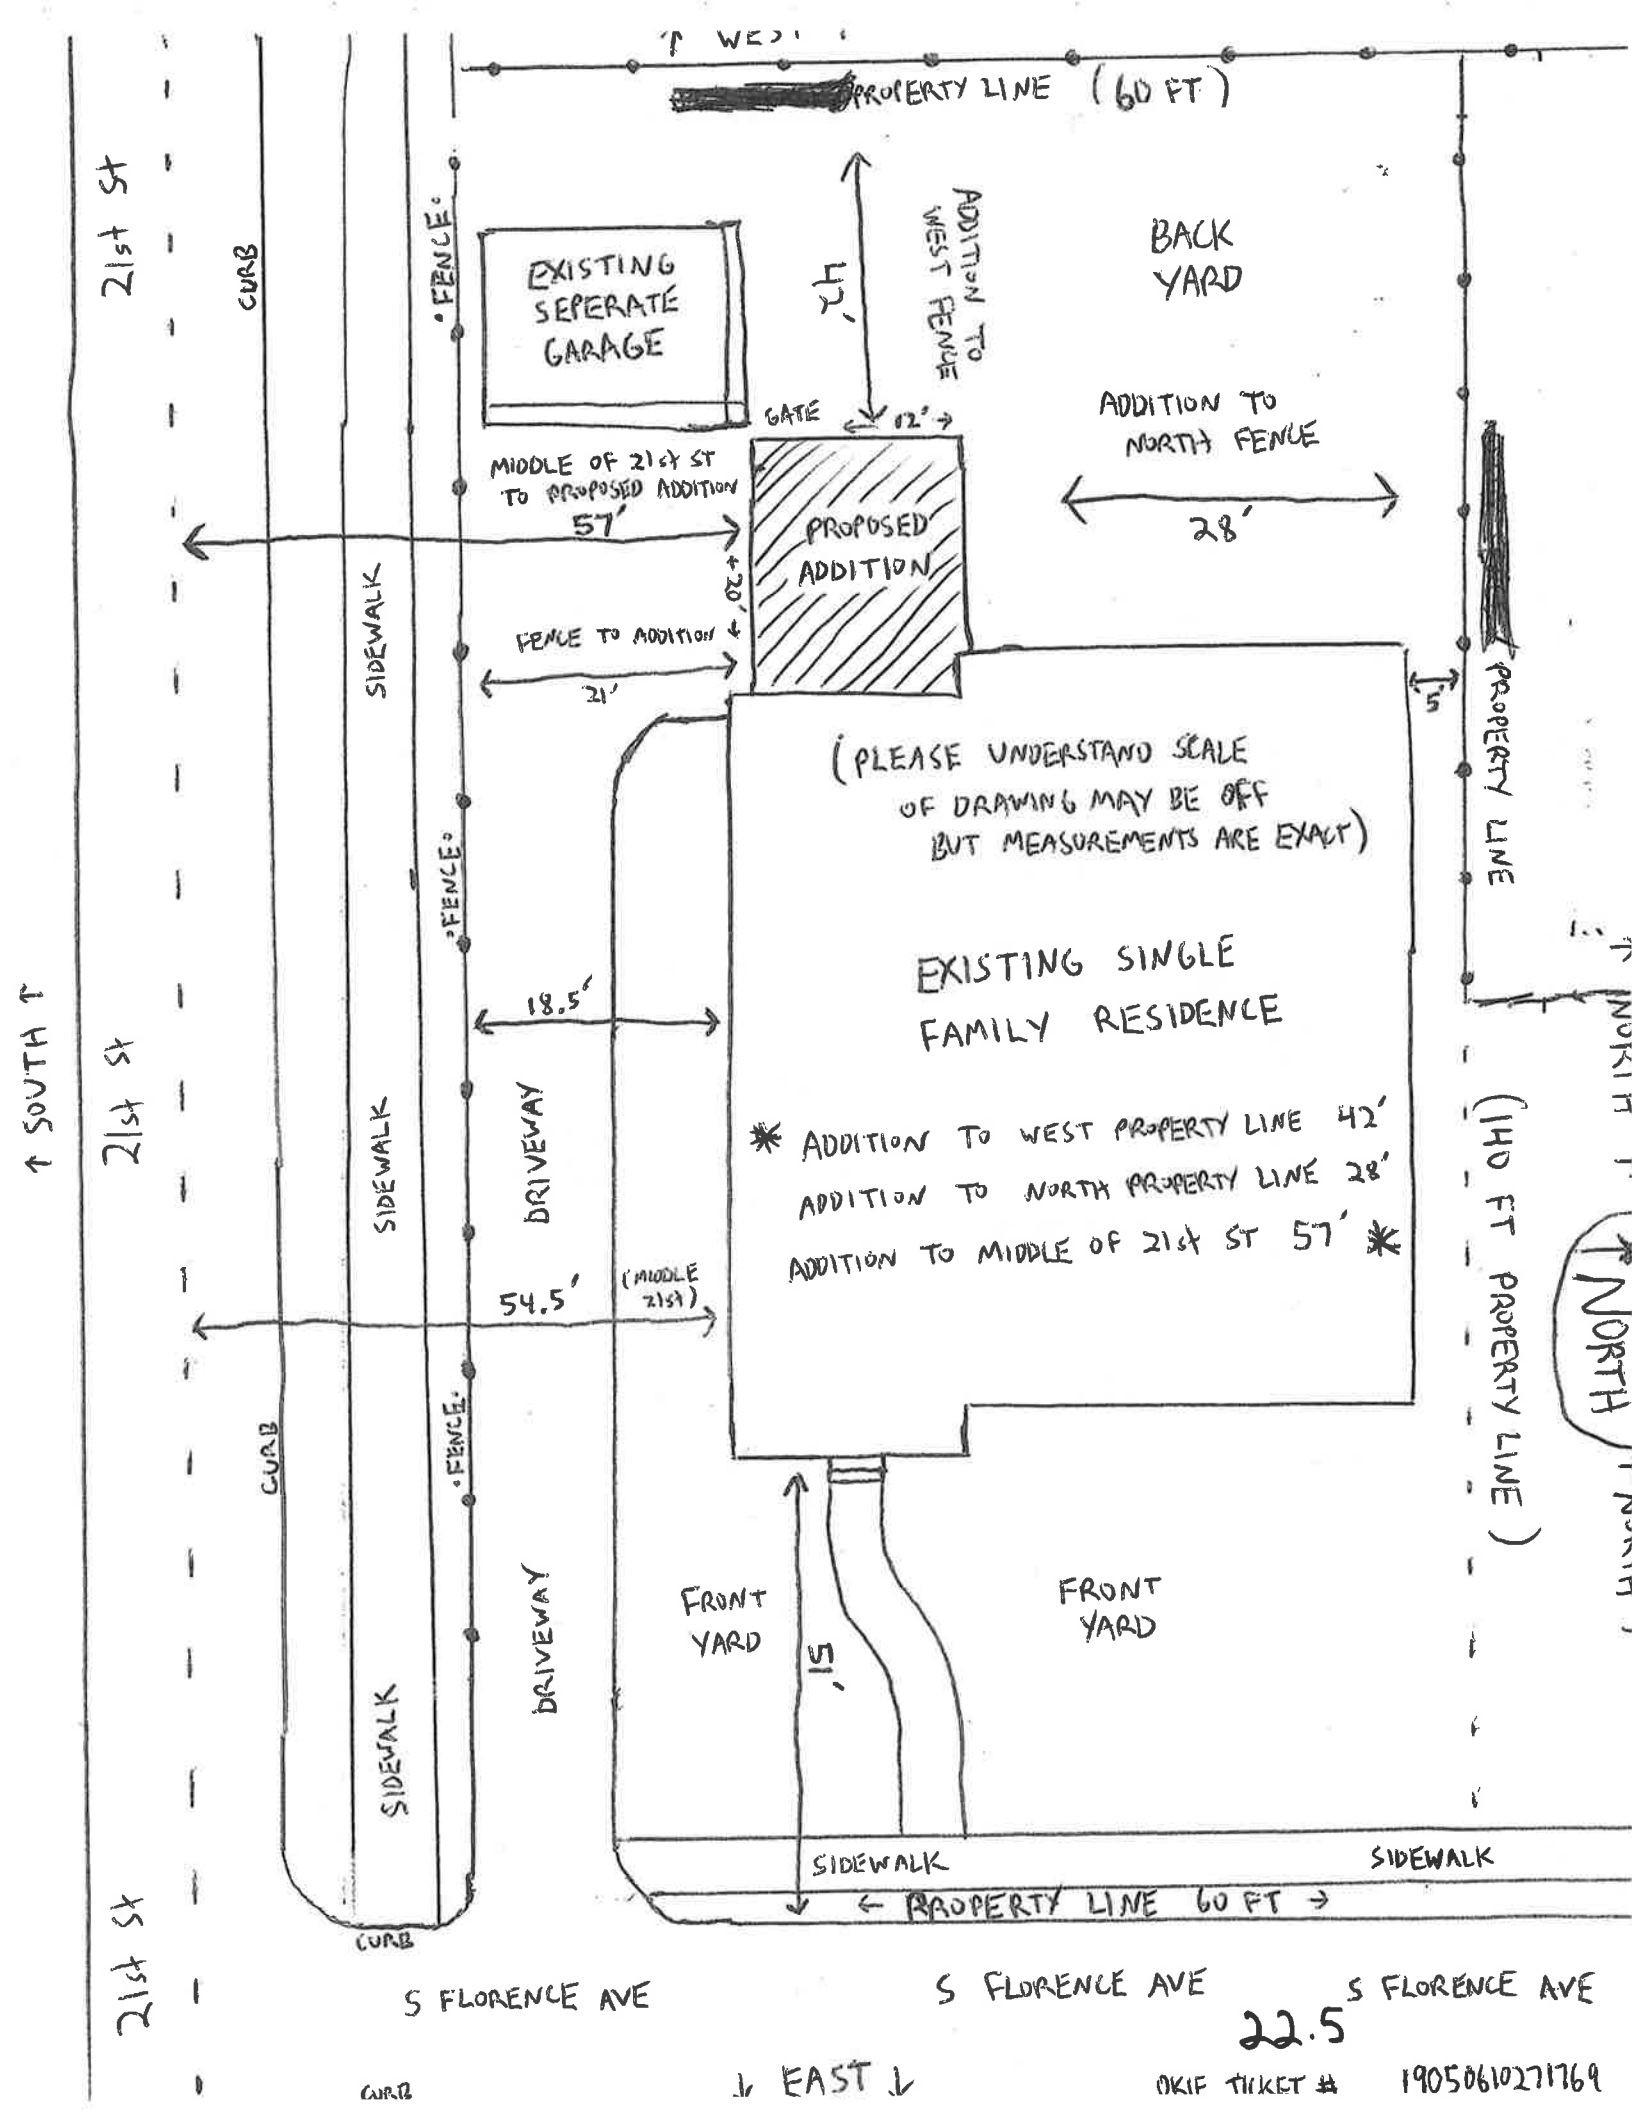 ↑ WEST ↑
PROPERTY LINE (60 FT)
21st St
CURB
•FENCE•
EXISTING
SEPERATE
GARAGE
42'
ADDITION TO
WEST FENCE
BACK
YARD
GATE
← 12' →
ADDITION TO
NORTH FENCE
28'
MIDDLE OF 21st ST
TO PROPOSED ADDITION
57'
PROPOSED
ADDITION
← 20' →
SIDEWALK
FENCE TO ADDITION
21'
5'
PROPERTY LINE
(PLEASE UNDERSTAND SCALE
OF DRAWING MAY BE OFF
BUT MEASUREMENTS ARE EXACT)
•FENCE•
EXISTING SINGLE
FAMILY RESIDENCE
18.5'
↑ SOUTH ↑
21st St
SIDEWALK
DRIVEWAY
* ADDITION TO WEST PROPERTY LINE 42'
ADDITION TO NORTH PROPERTY LINE 28'
ADDITION TO MIDDLE OF 21st ST 57' *
(140 FT PROPERTY LINE)
↑ NORTH ↑
→ NORTH
54.5'
(MIDDLE
21st)
CURB
•FENCE•
NORTH
DRIVEWAY
FRONT
YARD
51'
FRONT
YARD
SIDEWALK
SIDEWALK
SIDEWALK
← PROPERTY LINE 60 FT →
CURB
21st St
S FLORENCE AVE
S FLORENCE AVE
S FLORENCE AVE
22.5
CURB
↓ EAST ↓
OKIE TICKET # 19050610271769